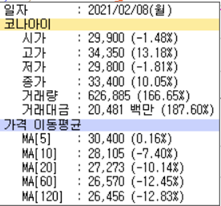 일자 : 2021/02/08(월)
코나아이
시가 : 29,900 (-1.48%)
고가 : 34,350 (13.18%)
저가 : 29,800 (-1.81%)
종가 : 33,400 (10.05%)
거래량 : 626,885 (166.65%)
거래대금 : 20,481 백만 (187.60%)
가격 이동평균
MA[5] : 30,400 (0.16%)
MA[10] : 28,105 (-7.40%)
MA[20] : 27,273 (-10.14%)
MA[60] : 26,570 (-12.45%)
MA[120] : 26,456 (-12.83%)